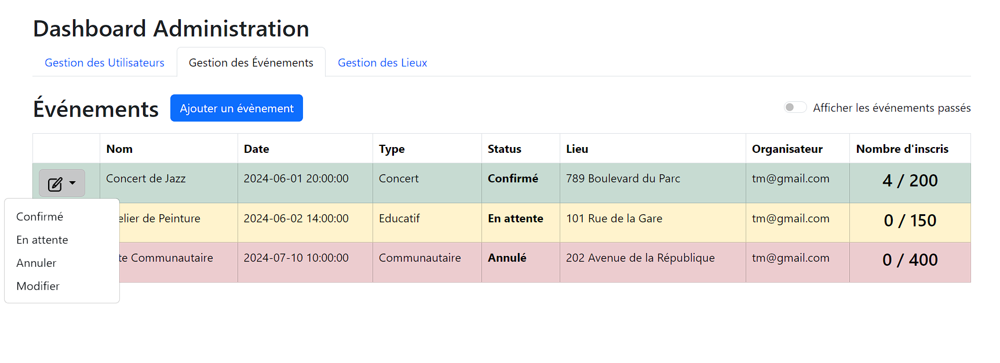 Dashboard Administration
Gestion des Utilisateurs Gestion des Événements Gestion des Lieux
Événements Ajouter un évènement Afficher les événements passés
Nom Date Type Status Lieu Organisateur Nombre d'inscris
Concert de Jazz 2024-06-01 20:00:00 Concert Confirmé 789 Boulevard du Parc tm@gmail.com 4 / 200
elier de Peinture 2024-06-02 14:00:00 Educatif En attente 101 Rue de la Gare tm@gmail.com 0 / 150
te Communautaire 2024-07-10 10:00:00 Communautaire Annulé 202 Avenue de la République tm@gmail.com 0 / 400
Confirmé
En attente
Annuler
Modifier